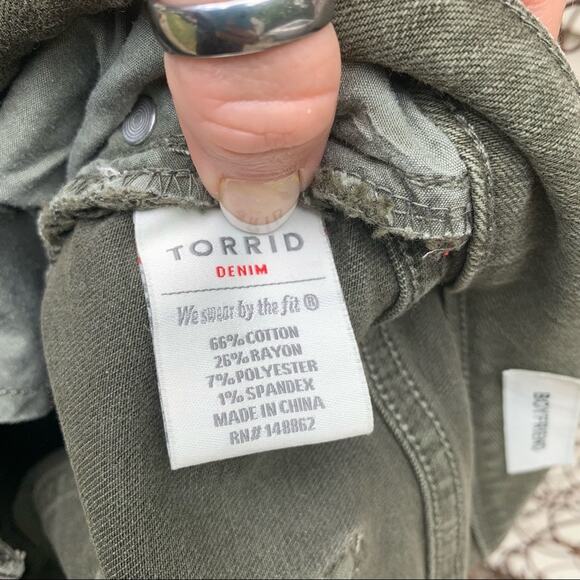 TORRID
DENIM
We swear by the fit ®
66% COTTON
26% RAYON
7% POLYESTER
1% SPANDEX
MADE IN CHINA
RN# 148862
BOYFRIEND